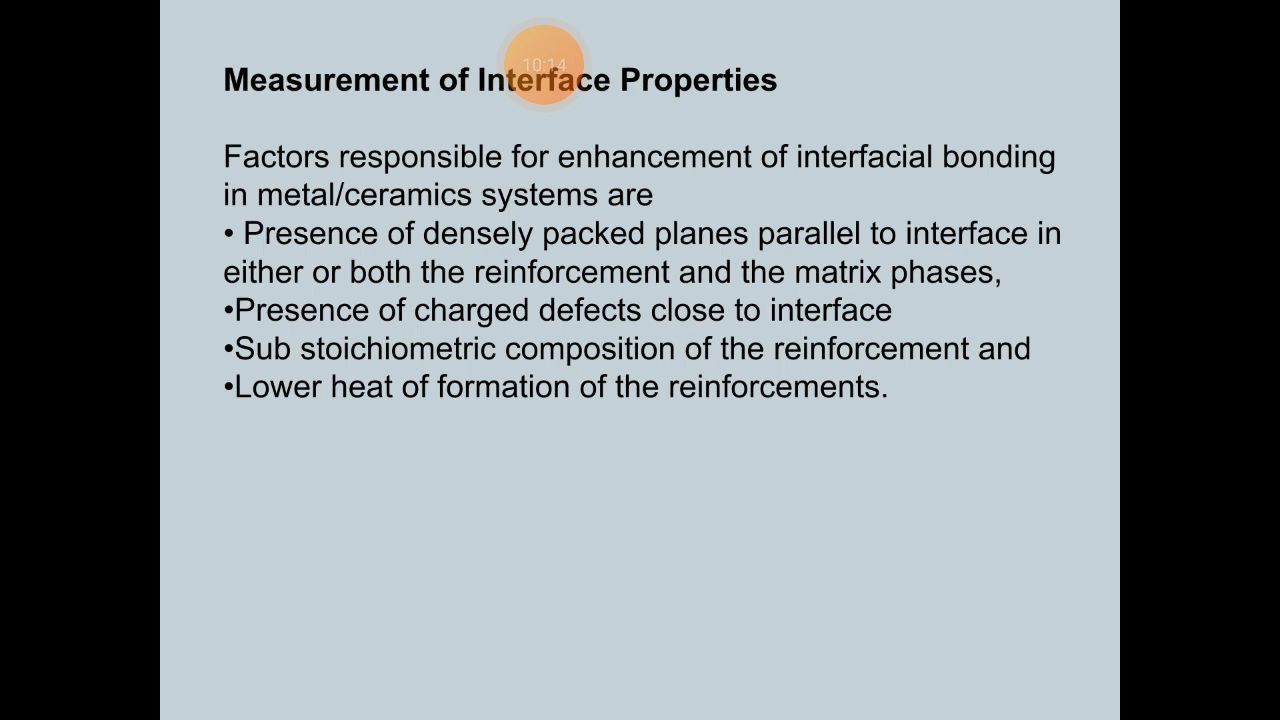 10:14
Measurement of Interface Properties
Factors responsible for enhancement of interfacial bonding
in metal/ceramics systems are
• Presence of densely packed planes parallel to interface in
either or both the reinforcement and the matrix phases,
•Presence of charged defects close to interface
•Sub stoichiometric composition of the reinforcement and
•Lower heat of formation of the reinforcements.